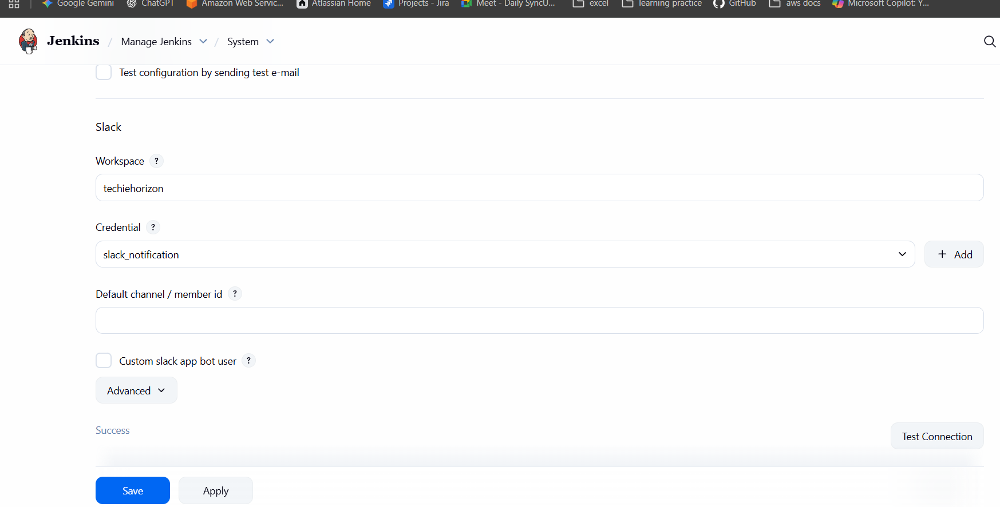 Google Gemini ChatGPT Amazon Web Servic... Atlassian Home Projects - Jira Meet - Daily SyncU... excel learning practice GitHub aws docs Microsoft Copilot: Y...
Jenkins / Manage Jenkins / System
Test configuration by sending test e-mail
Slack
Workspace ?
techiehorizon
Credential ?
slack_notification
+ Add
Default channel / member id ?
Custom slack app bot user ?
Advanced
Success
Test Connection
Save Apply